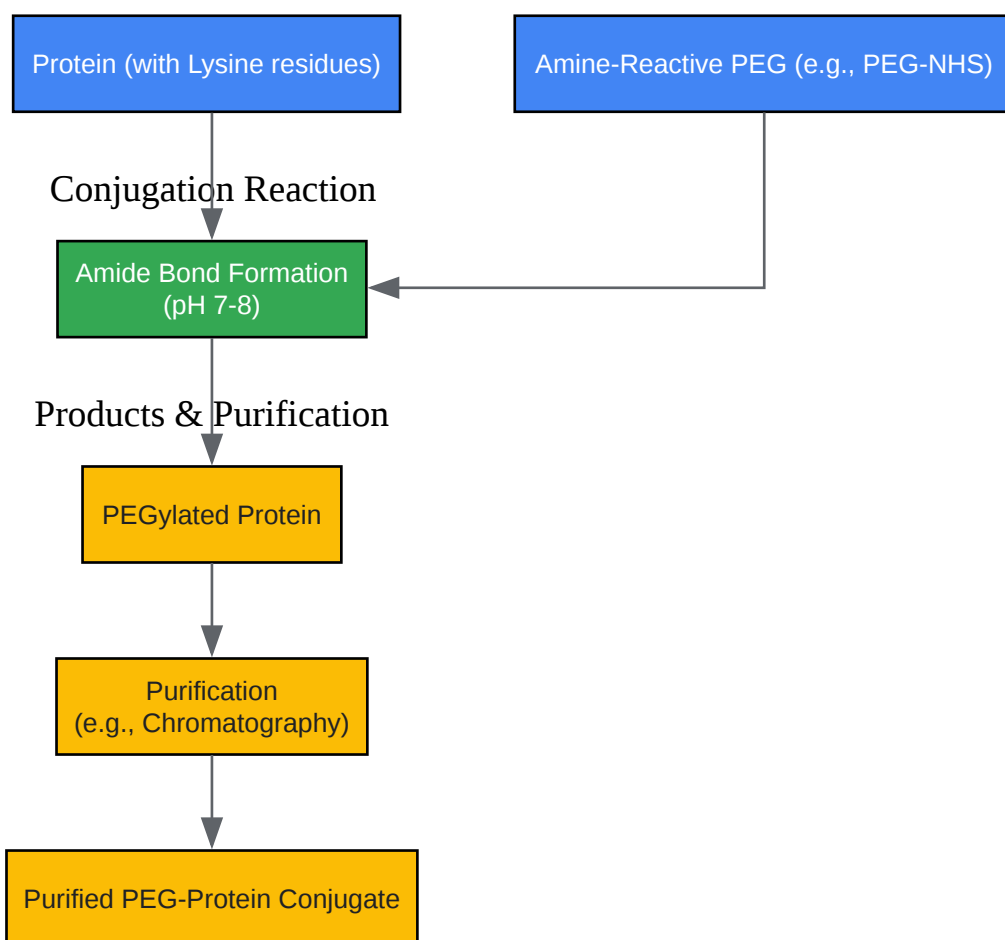 Protein (with Lysine residues)
Amine-Reactive PEG (e.g., PEG-NHS)
Conjugation Reaction
Amide Bond Formation
(pH 7-8)
Products & Purification
PEGylated Protein
Purification
(e.g., Chromatography)
Purified PEG-Protein Conjugate